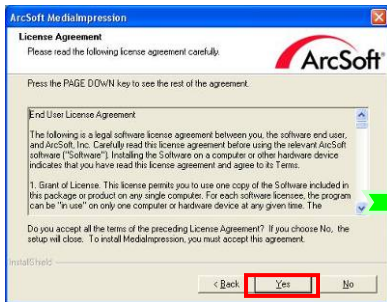 ArcSoft MediaImpression
License Agreement
Please read the following license agreement carefully.
ArcSoft®
Press the PAGE DOWN key to see the rest of the agreement.
End User License Agreement
The following is a legal software license agreement between you, the software end user,
and ArcSoft, Inc. Carefully read this license agreement before using the relevant ArcSoft
software ("Software"). Installing the Software on a computer or other hardware device
indicates that you have read this license agreement and agree to its Terms.
1. Grant of License. This license permits you to use one copy of the Software included in
this package or product on any single computer. For each software licensee, the program
can be "in use" on only one computer or hardware device at any given time. The
Do you accept all the terms of the preceding License Agreement? If you choose No, the
setup will close. To install MediaImpression, you must accept this agreement.
InstallShield
< Back
Yes
No